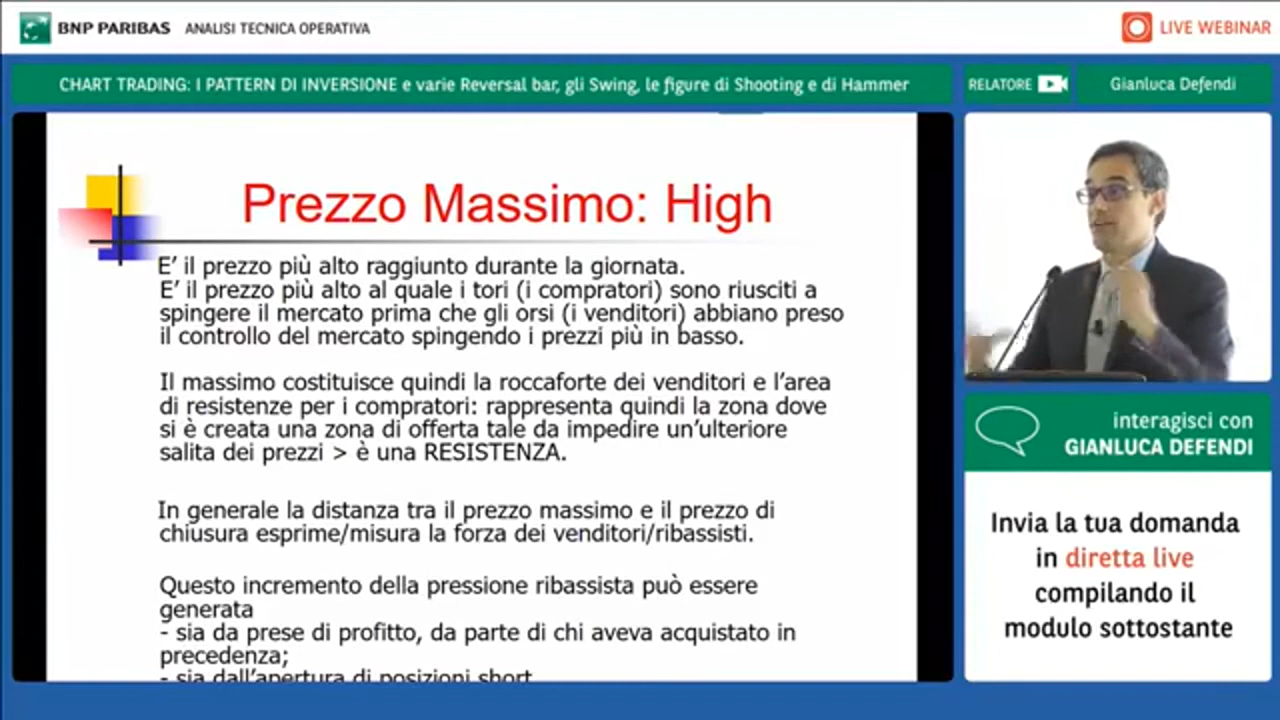 BNP PARIBAS ANALISI TECNICA OPERATIVA
LIVE WEBINAR
CHART TRADING: I PATTERN DI INVERSIONE e varie Reversal bar, gli Swing, le figure di Shooting e di Hammer
RELATORE
Gianluca Defendi
Prezzo Massimo: High
E’ il prezzo più alto raggiunto durante la giornata.
E’ il prezzo più alto al quale i tori (i compratori) sono riusciti a
spingere il mercato prima che gli orsi (i venditori) abbiano preso
il controllo del mercato spingendo i prezzi più in basso.
Il massimo costituisce quindi la roccaforte dei venditori e l’area
di resistenze per i compratori: rappresenta quindi la zona dove
si è creata una zona di offerta tale da impedire un’ulteriore
salita dei prezzi > è una RESISTENZA.
In generale la distanza tra il prezzo massimo e il prezzo di
chiusura esprime/misura la forza dei venditori/ribassisti.
Questo incremento della pressione ribassista può essere
generata
- sia da prese di profitto, da parte di chi aveva acquistato in
precedenza;
- sia dall’apertura di posizioni short
interagisci con
GIANLUCA DEFENDI
Invia la tua domanda
in diretta live
compilando il
modulo sottostante